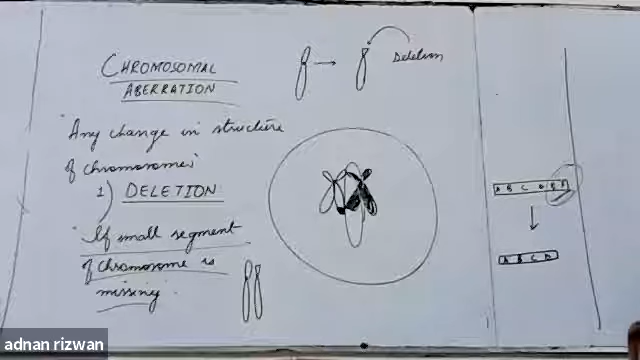 CHROMOSOMAL
ABERRATION
Deletion
"Any change in structure
of chromosomes"
1) DELETION
"If small segment
of chromosome is
missing".
A B C D E F
A B C D
adnan rizwan